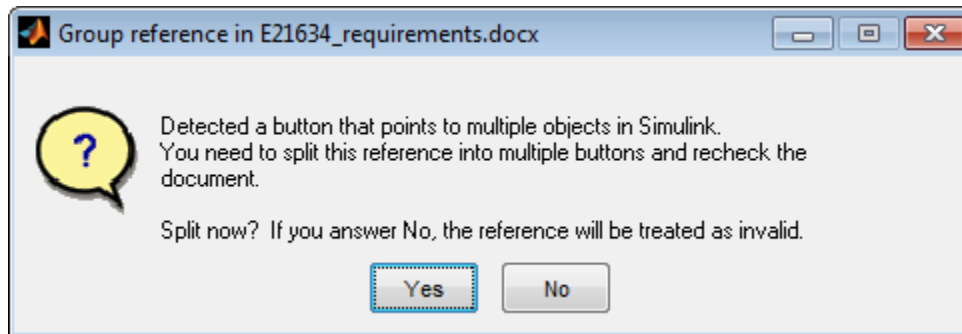 Group reference in E21634_requirements.docx
?
Detected a button that points to multiple objects in Simulink.
You need to split this reference into multiple buttons and recheck the
document.
Split now?  If you answer No, the reference will be treated as invalid.
Yes
No